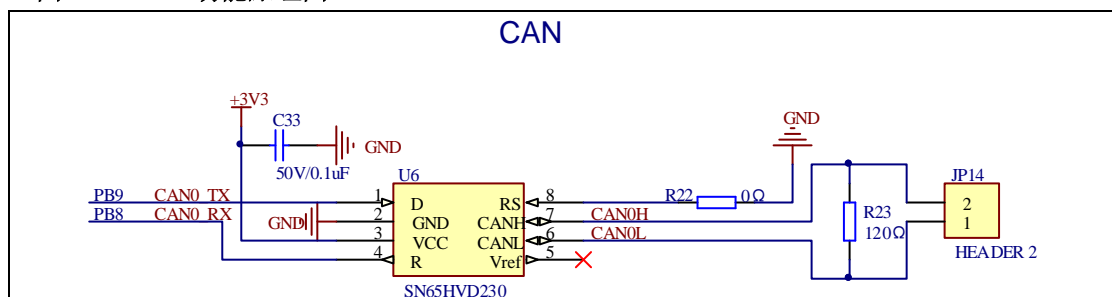 CAN
+3V3
C33
GND
50V/0.1uF
GND
U6
PB9 CAN0_TX
PB8 CAN0_RX
GND
1 D
2 GND
3 VCC
4 R
RS 8
CANH 7
CANL 6
Vref 5
SN65HVD230
R22 0Ω
CAN0H
CAN0L
R23
120Ω
JP14
2
1
HEADER 2